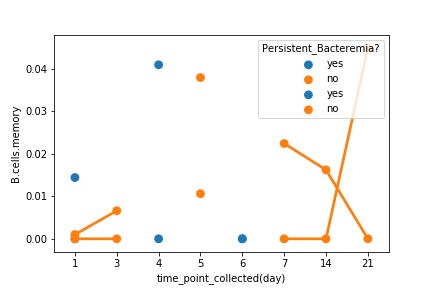 Persistent_Bacteremia?
yes
no
yes
no
0.04
0.03
0.02
0.01
0.00
B.cells.memory
1 3 4 5 6 7 14 21
time_point_collected(day)